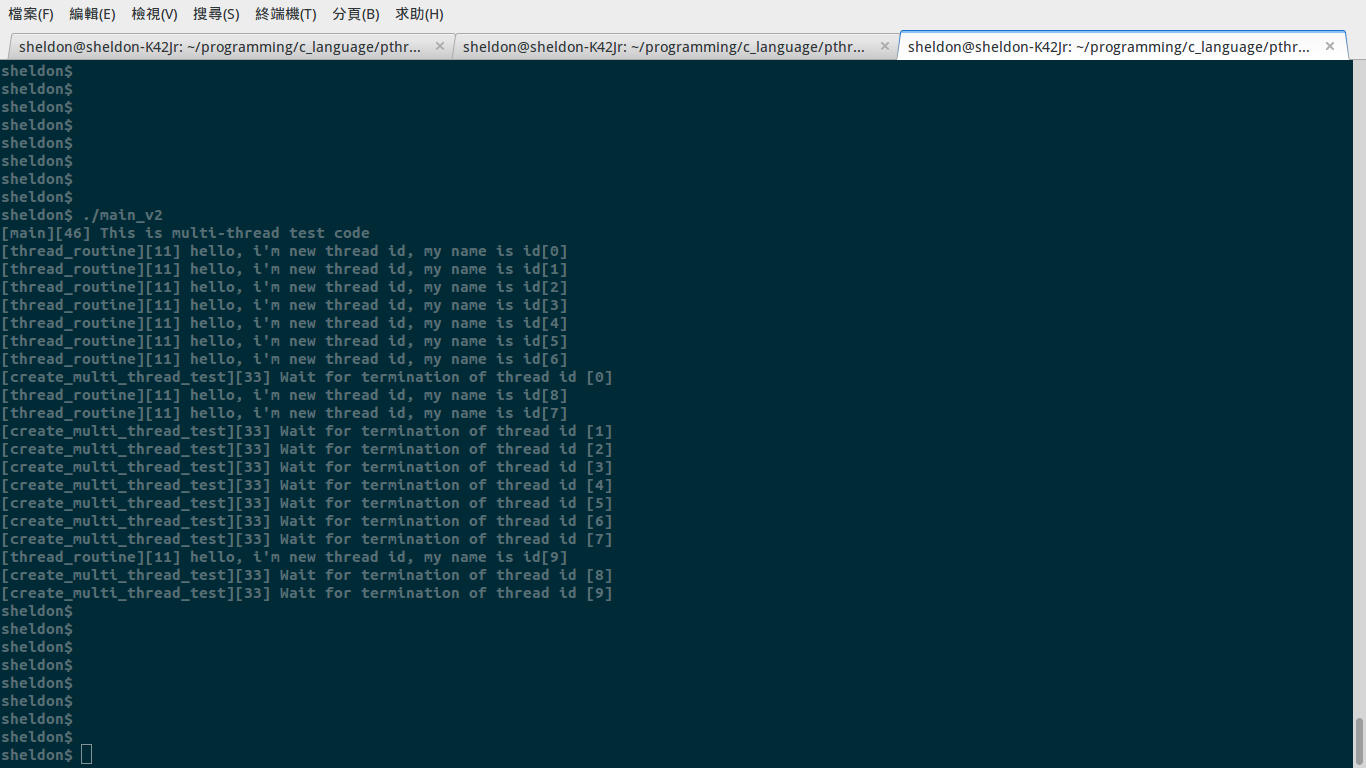 檔案(F) 編輯(E) 檢視(V) 搜尋(S) 終端機(T) 分頁(B) 求助(H)
sheldon@sheldon-K42Jr: ~/programming/c_language/pthr... × sheldon@sheldon-K42Jr: ~/programming/c_language/pthr... × sheldon@sheldon-K42Jr: ~/programming/c_language/pthr... ×
sheldon$
sheldon$
sheldon$
sheldon$
sheldon$
sheldon$
sheldon$
sheldon$
sheldon$ ./main_v2
[main][46] This is multi-thread test code
[thread_routine][11] hello, i'm new thread id, my name is id[0]
[thread_routine][11] hello, i'm new thread id, my name is id[1]
[thread_routine][11] hello, i'm new thread id, my name is id[2]
[thread_routine][11] hello, i'm new thread id, my name is id[3]
[thread_routine][11] hello, i'm new thread id, my name is id[4]
[thread_routine][11] hello, i'm new thread id, my name is id[5]
[thread_routine][11] hello, i'm new thread id, my name is id[6]
[create_multi_thread_test][33] Wait for termination of thread id [0]
[thread_routine][11] hello, i'm new thread id, my name is id[8]
[thread_routine][11] hello, i'm new thread id, my name is id[7]
[create_multi_thread_test][33] Wait for termination of thread id [1]
[create_multi_thread_test][33] Wait for termination of thread id [2]
[create_multi_thread_test][33] Wait for termination of thread id [3]
[create_multi_thread_test][33] Wait for termination of thread id [4]
[create_multi_thread_test][33] Wait for termination of thread id [5]
[create_multi_thread_test][33] Wait for termination of thread id [6]
[create_multi_thread_test][33] Wait for termination of thread id [7]
[thread_routine][11] hello, i'm new thread id, my name is id[9]
[create_multi_thread_test][33] Wait for termination of thread id [8]
[create_multi_thread_test][33] Wait for termination of thread id [9]
sheldon$
sheldon$
sheldon$
sheldon$
sheldon$
sheldon$
sheldon$
sheldon$
sheldon$